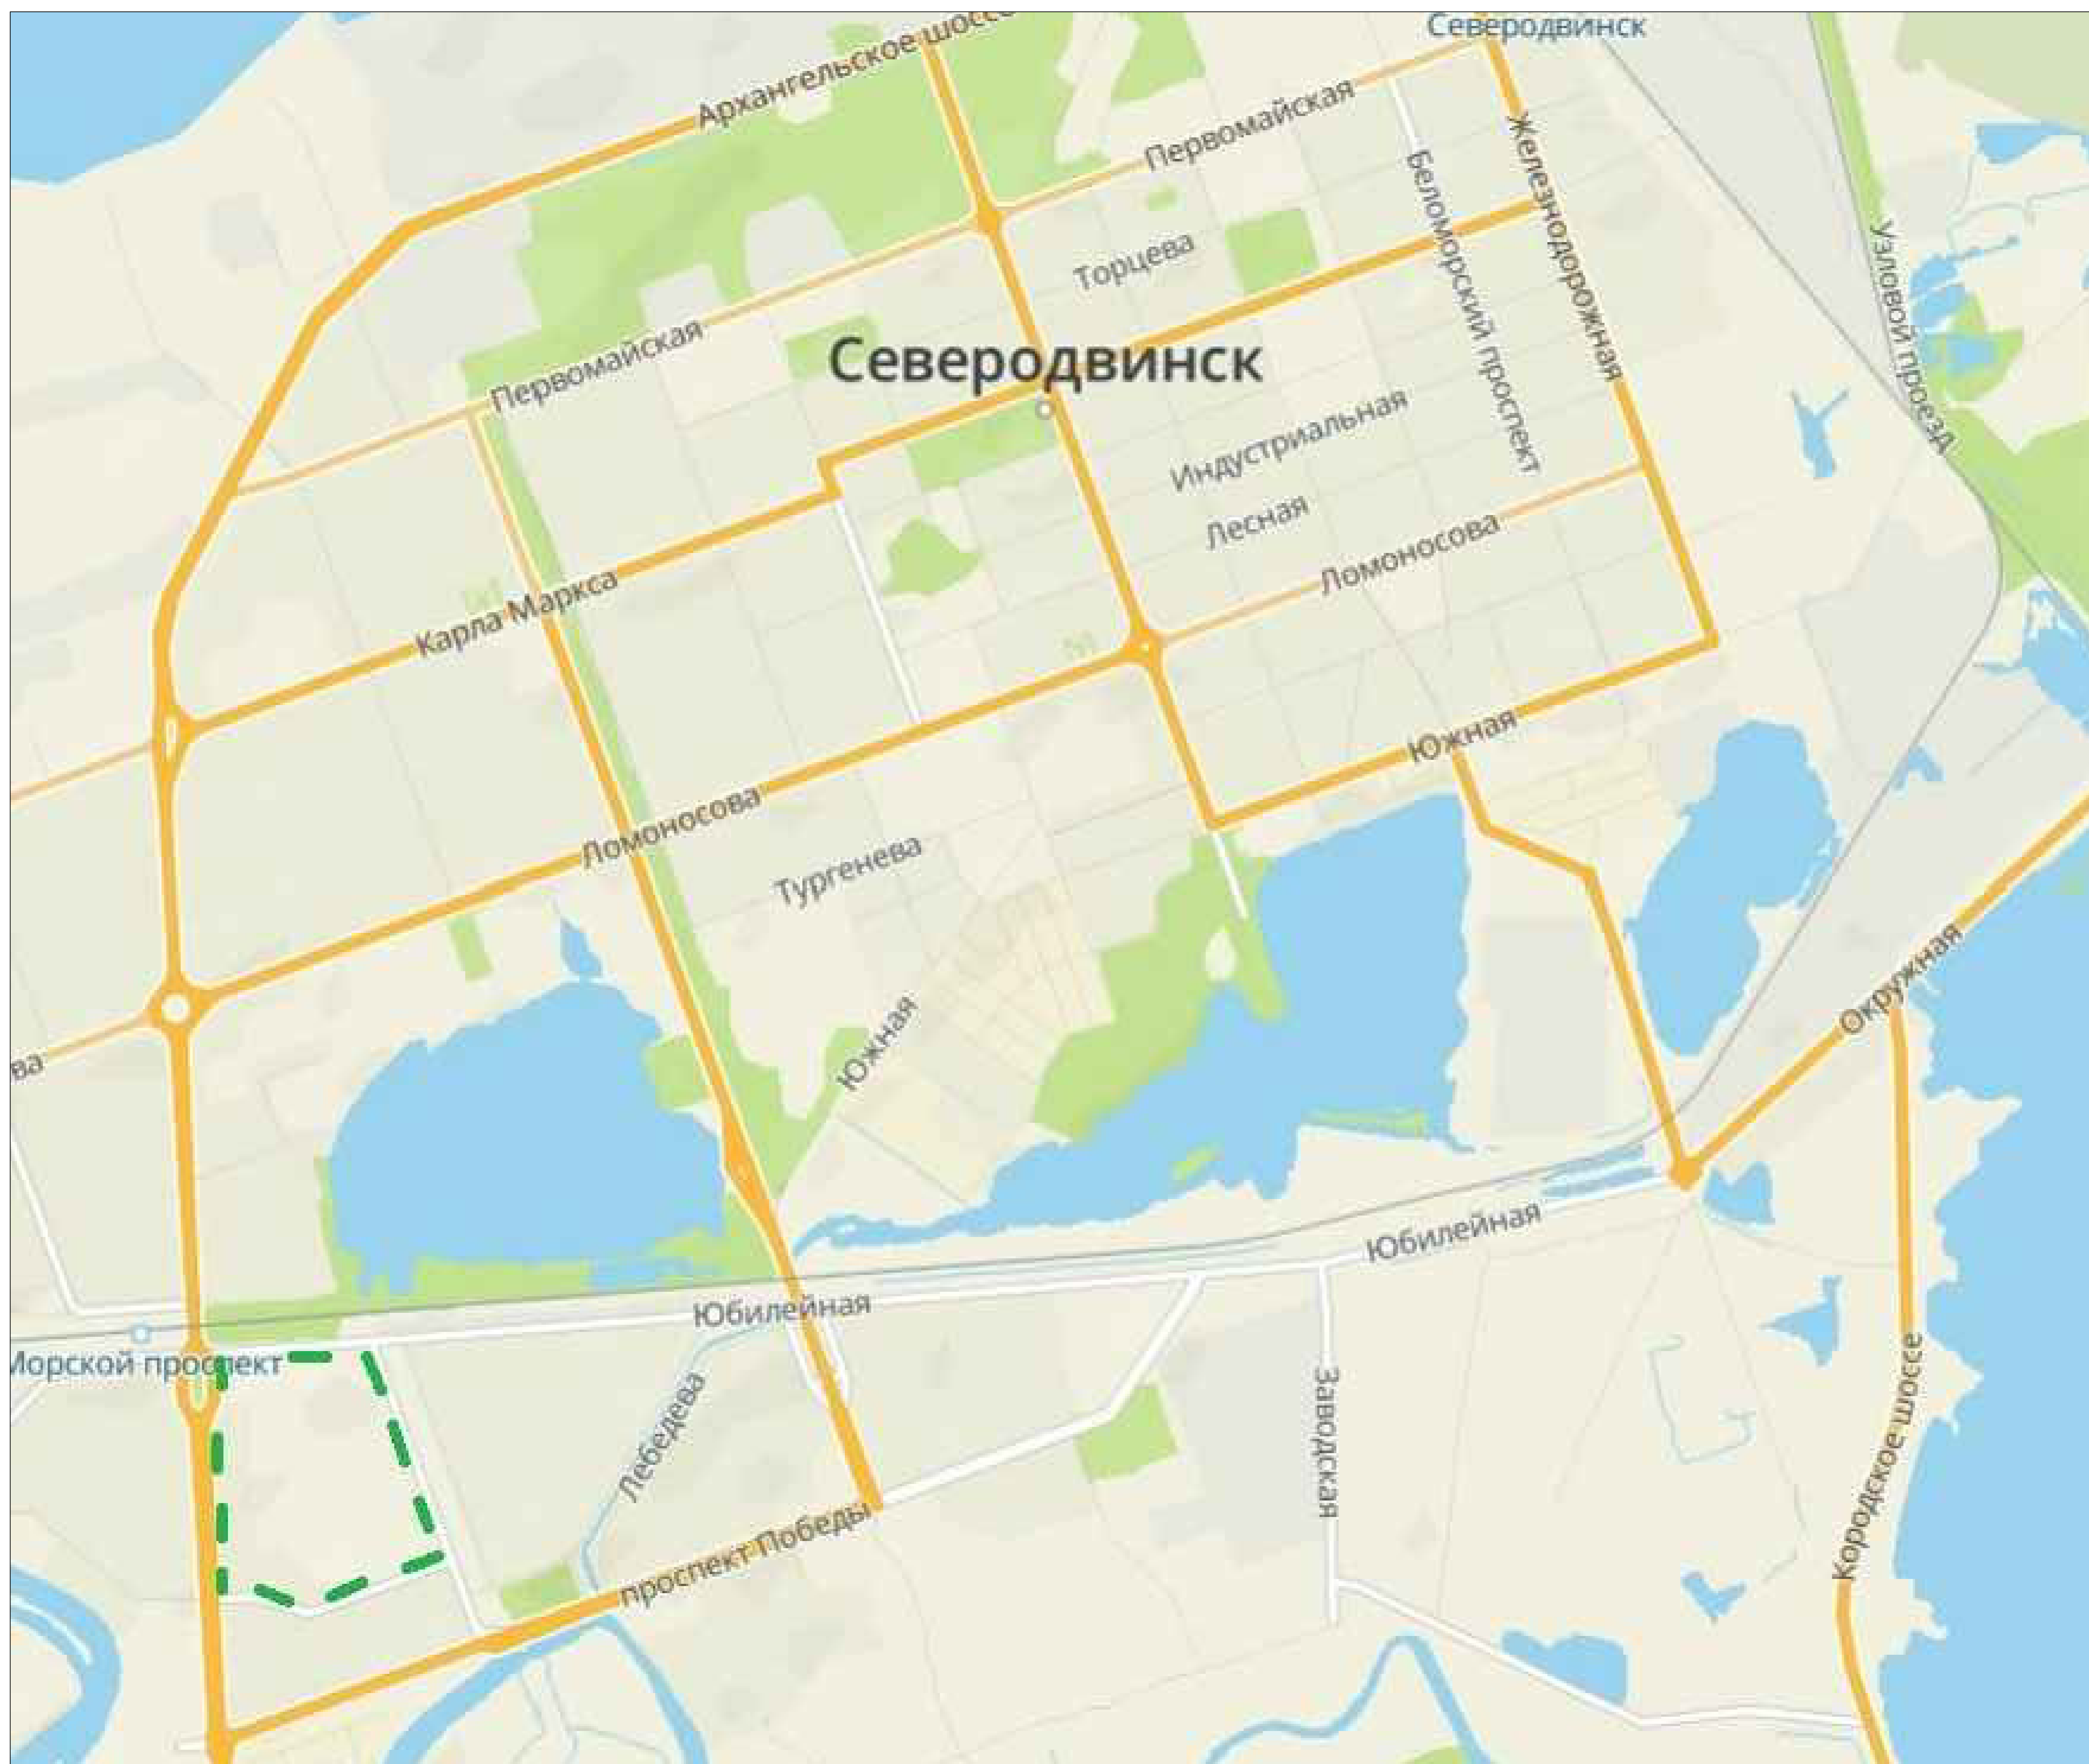 Северодвинск
Архангельское шоссе
Первомайская
Железнодорожная
Беломорский проспект
Торцева
Узловой проезд
Первомайская
Северодвинск
Индустриальная
Лесная
Ломоносова
Карла Маркса
Южная
Ломоносова
Тургенева
Окружная
Южная
ва
Юбилейная
Юбилейная
Морской проспект
Лебедева
Заводская
Кородское шоссе
проспект Победы